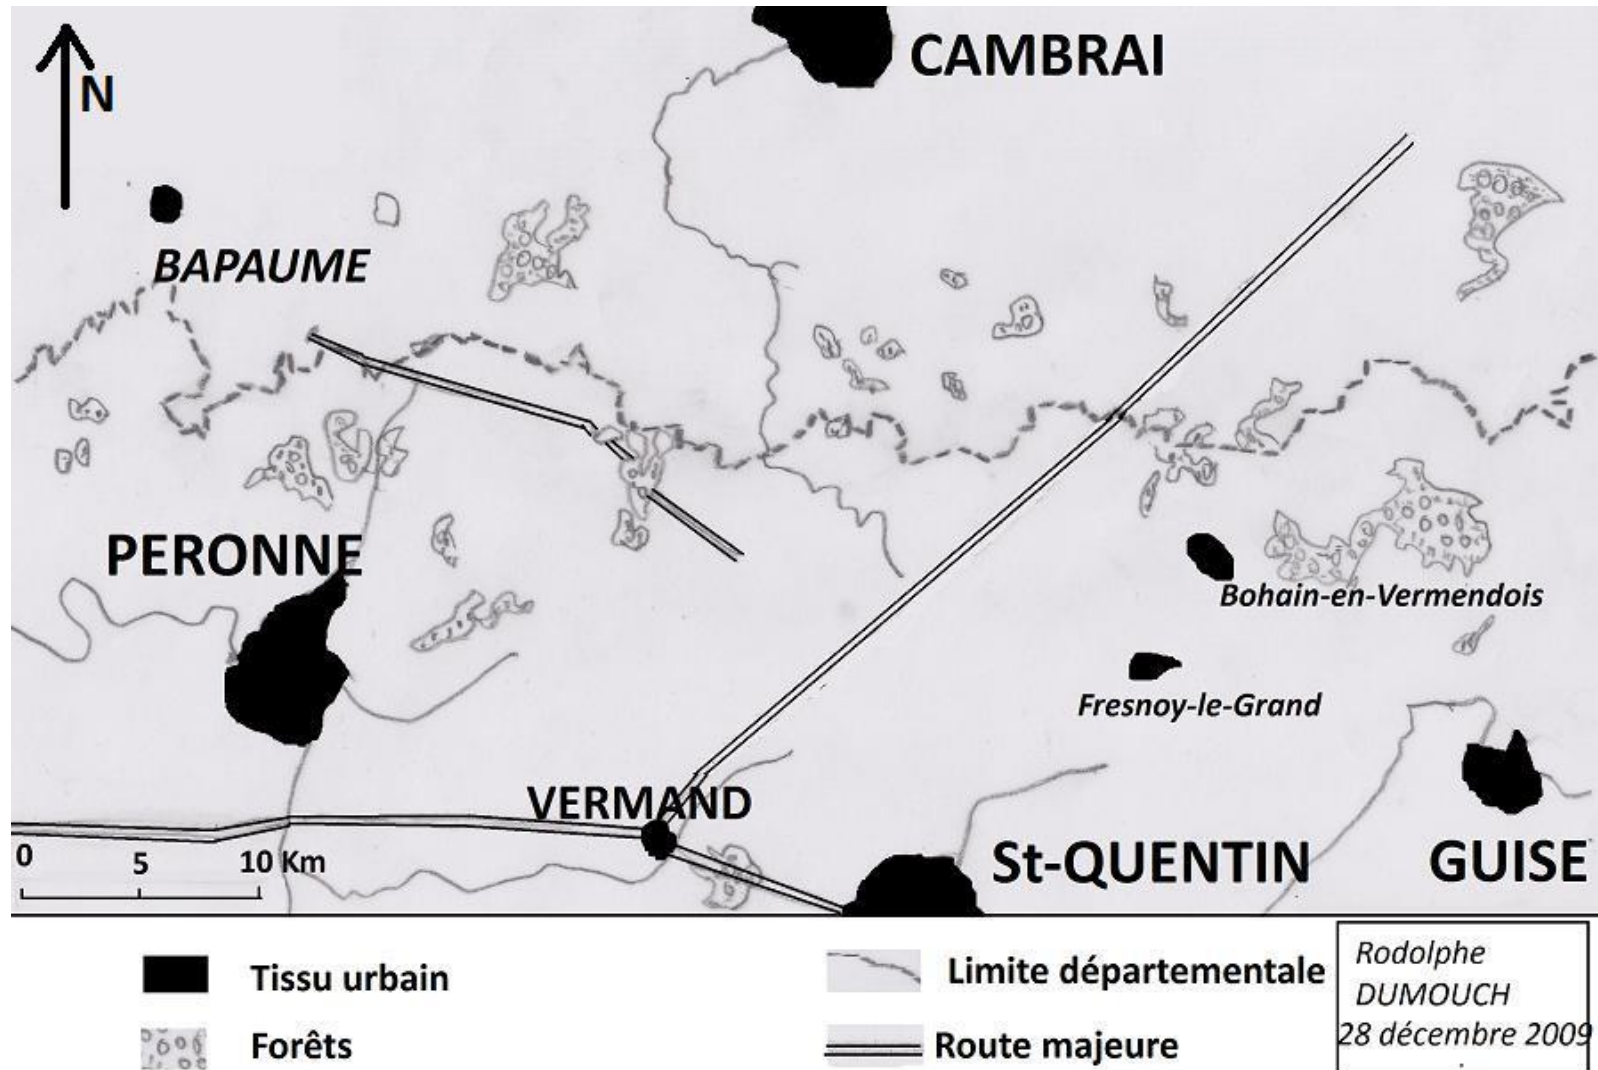 CAMBRAI
N
BAPAUME
PERONNE
Bohain-en-Vermendois
Fresnoy-le-Grand
VERMAND
St-QUENTIN
GUISE
0 5 10 Km
Tissu urbain
Limite départementale
Forêts
Route majeure
Rodolphe
DUMOUCH
28 décembre 2009